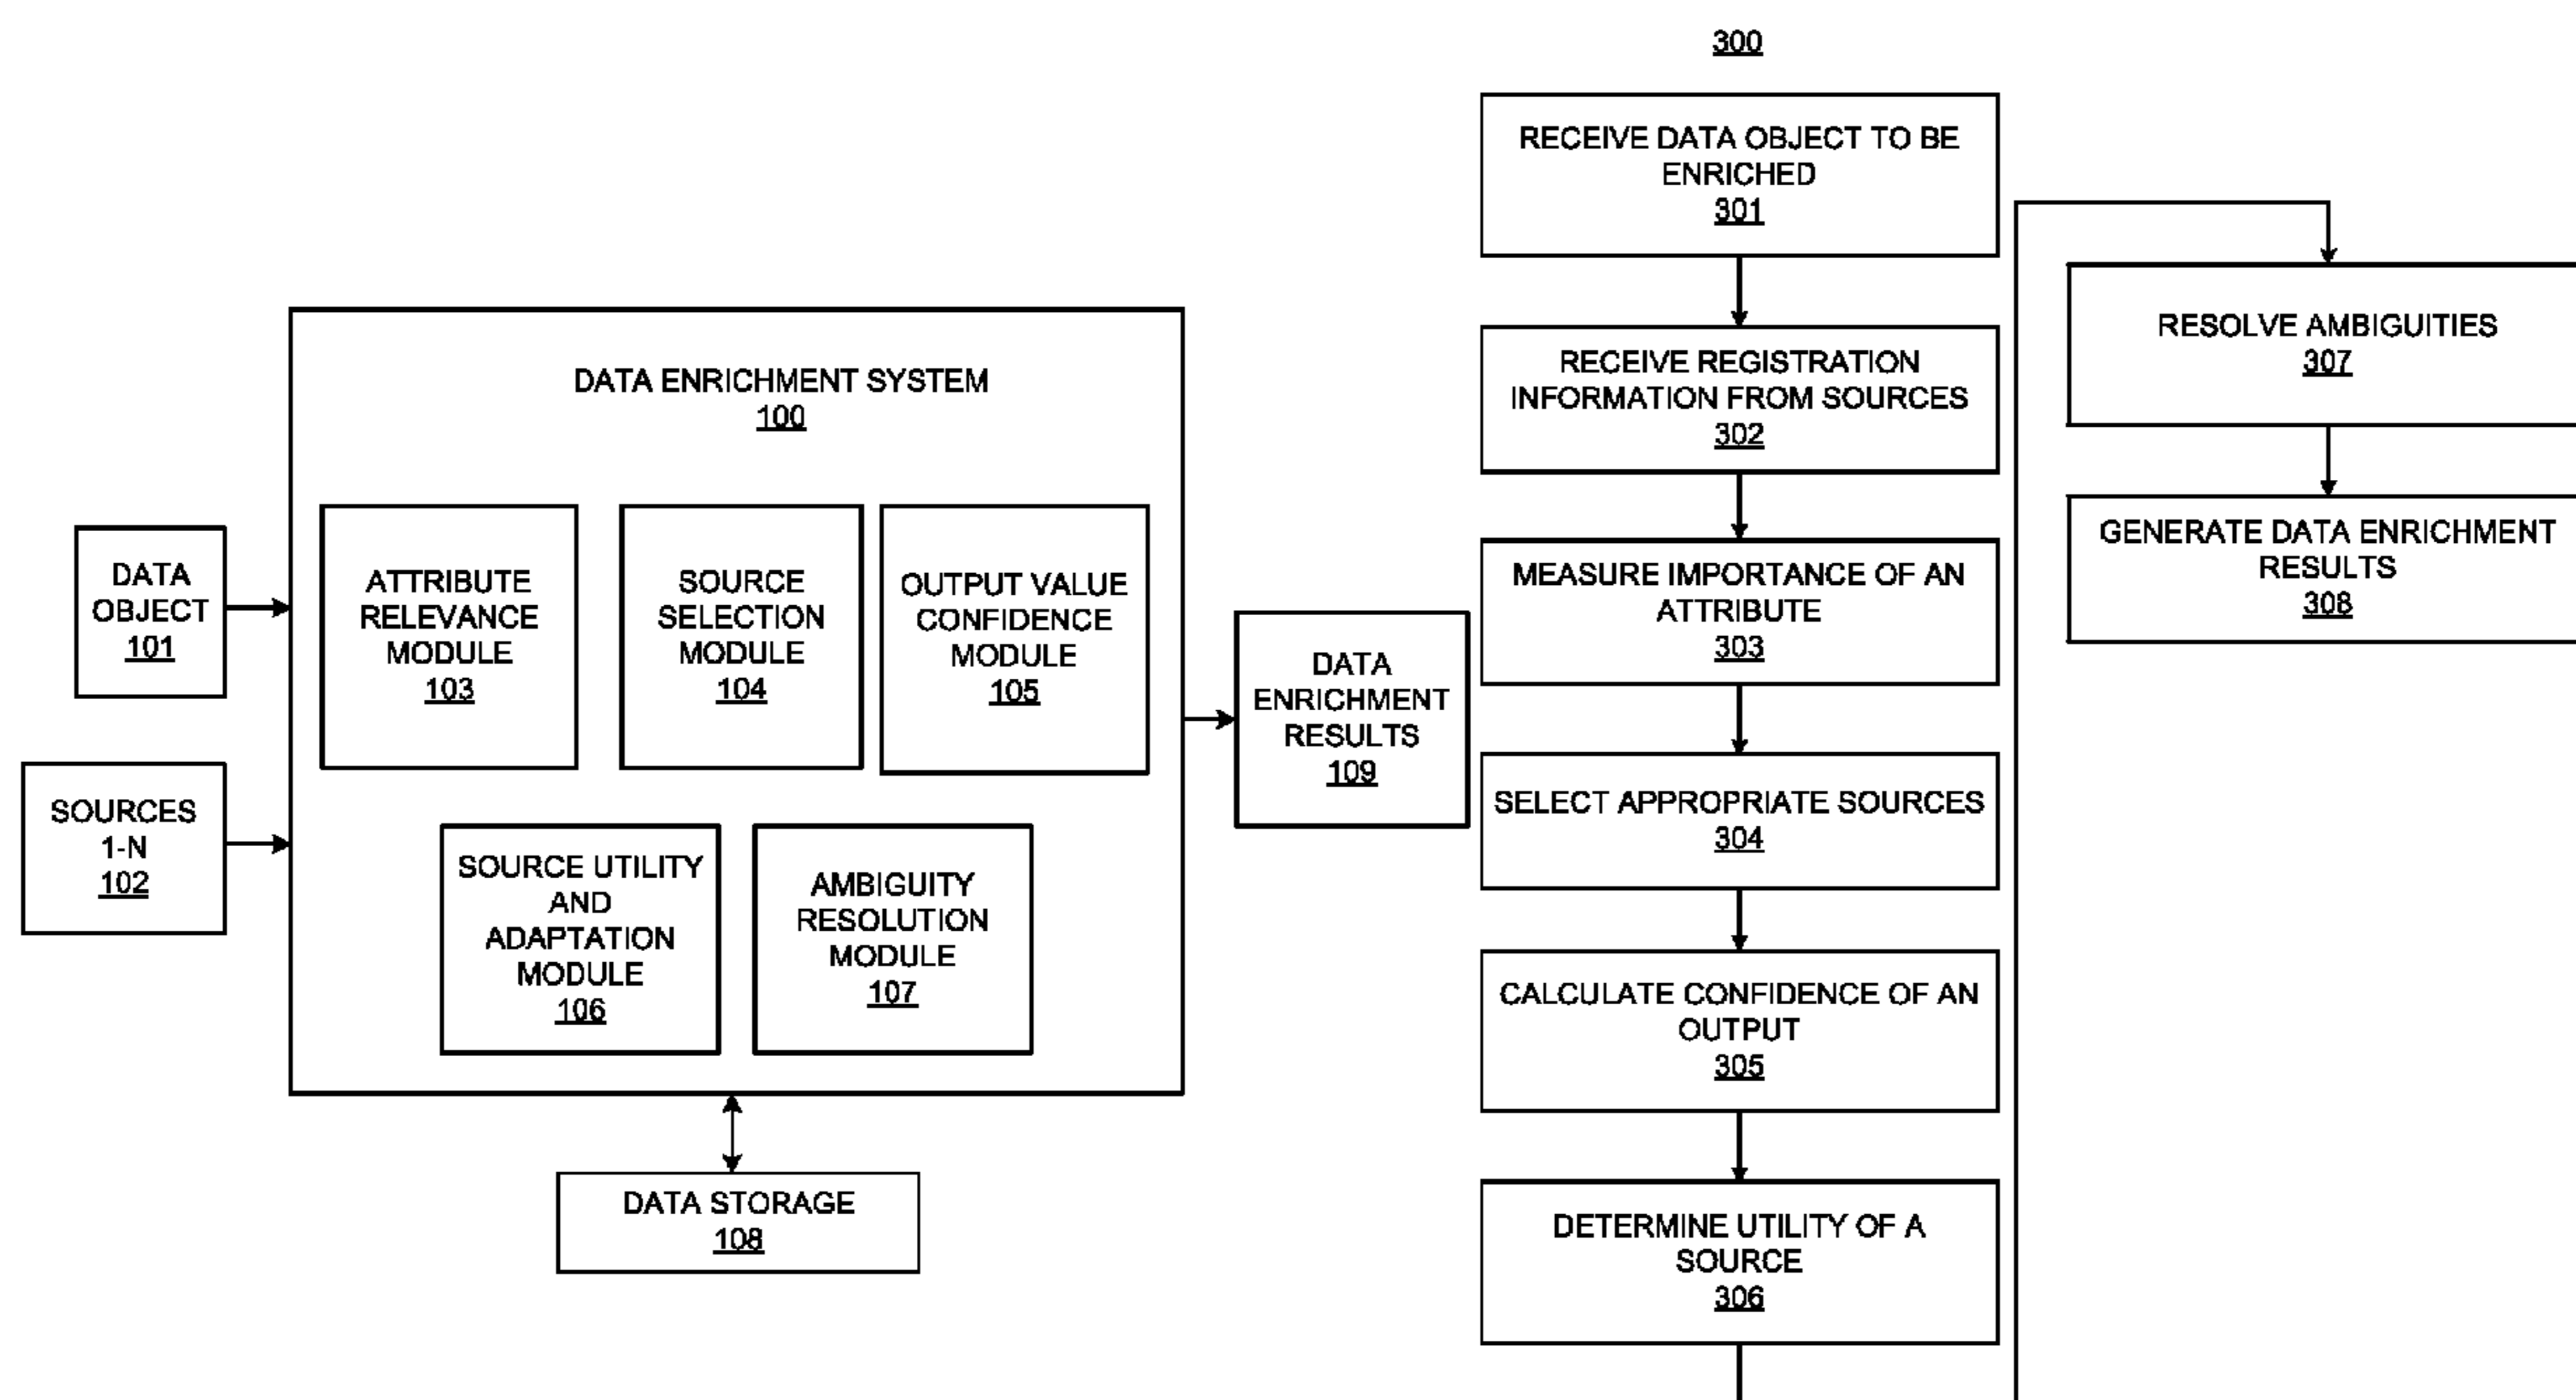 DATA ENRICHMENT SYSTEM
100
DATA
OBJECT
101
SOURCES
1-N
102
ATTRIBUTE
RELEVANCE
MODULE
103
SOURCE
SELECTION
MODULE
104
OUTPUT VALUE
CONFIDENCE
MODULE
105
SOURCE UTILITY
AND
ADAPTATION
MODULE
106
AMBIGUITY
RESOLUTION
MODULE
107
DATA STORAGE
108
DATA
ENRICHMENT
RESULTS
109
300
RECEIVE DATA OBJECT TO BE
ENRICHED
301
RECEIVE REGISTRATION
INFORMATION FROM SOURCES
302
MEASURE IMPORTANCE OF AN
ATTRIBUTE
303
SELECT APPROPRIATE SOURCES
304
CALCULATE CONFIDENCE OF AN
OUTPUT
305
DETERMINE UTILITY OF A
SOURCE
306
RESOLVE AMBIGUITIES
307
GENERATE DATA ENRICHMENT
RESULTS
308